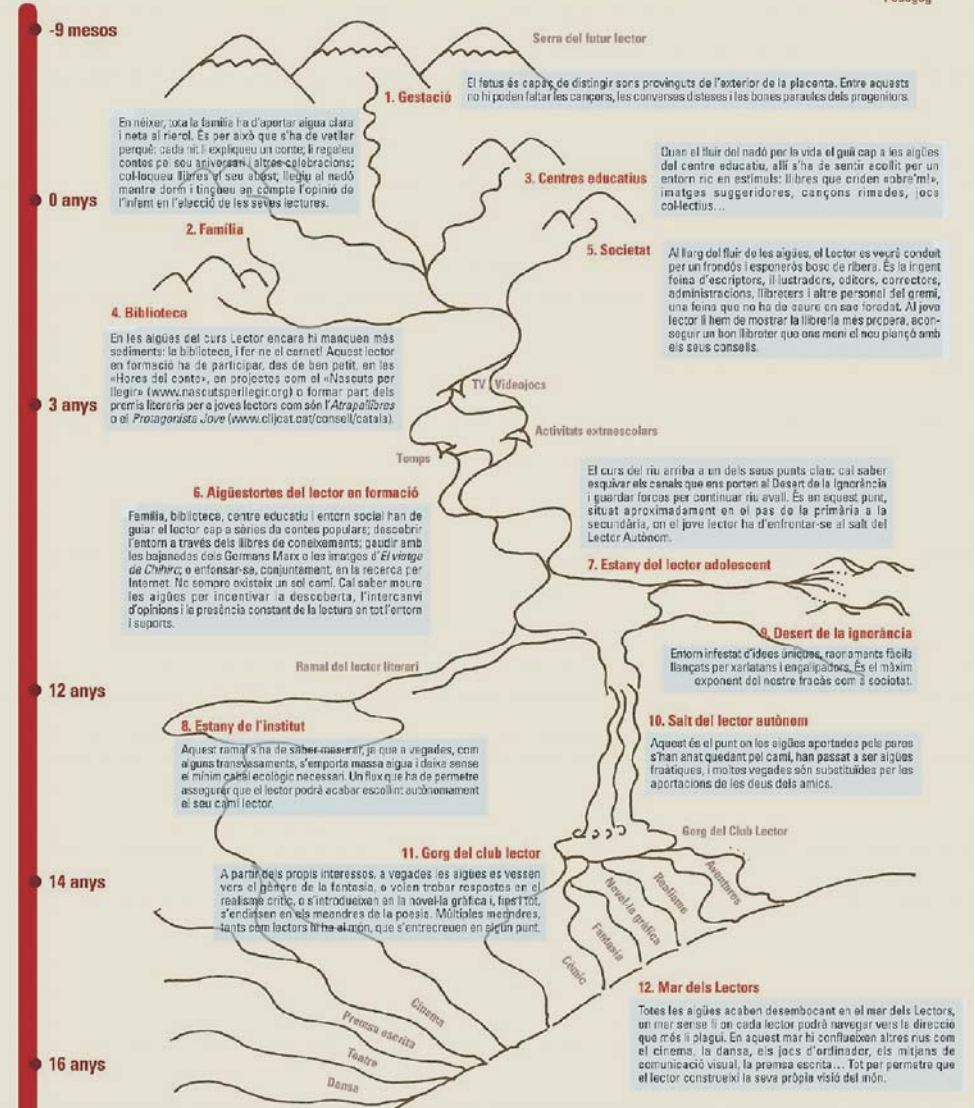 -9 mesos
Serra del futur lector
1. Gestació
El fetus és capaç de distingir sons provinguts de l'exterior de la placenta. Entre aquests
no hi poden faltar les cançons, les converses disteses i les bones paraules dels progenitors.
En néixer, tota la família ha d'aportar aigua clara
i neta al rierol. És per això que s'ha de vetllar
perquè: cada nit li expliqueu un conte; li regaleu
contes pel seu aniversari i altres celebracions;
col·loqueu llibres al seu abast; llegiu al nadó
mentre dorm i tingueu en compte l'opinió de
l'infant en l'elecció de les seves lectures.
0 anys
2. Família
3. Centres educatius
Quan el fluir del nadó per la vida el guiï cap a les aigües
del centre educatiu, allí s'ha de sentir acollit per un
entorn ric en estímuls: llibres que criden «obre'm!»,
imatges suggeridores, cançons rimades, jocs
col·lectius...
5. Societat
Al llarg del fluir de les aigües, el Lector es veurà conduït
per un frondós i esponerós bosc de ribera. És la ingent
feina d'escriptors, il·lustradors, editors, correctors,
administracions, llibreters i altre personal del gremi,
una feina que no ha de caure en sac foradat. Al jove
lector li hem de mostrar la llibreria més propera, acon-
seguir un bon llibreter que ens meni el nou plançó amb
els seus consells.
4. Biblioteca
En les aigües del curs Lector encara hi manquen més
sediments: la biblioteca, i fer-ne el carnet! Aquest lector
en formació ha de participar, des de ben petit, en les
«Hores del conte», en projectes com el «Nascuts per
llegir» (www.nascutsperllegir.org) o formar part dels
premis literaris per a joves lectors com són l'Atrapallibres
o el Protagonista Jove (www.clijcat.cat/consell/catala).
3 anys
TV
Videojocs
Activitats extraescolars
Temps
6. Aigüestortes del lector en formació
Família, biblioteca, centre educatiu i entorn social han de
guiar el lector cap a sèries de contes populars; descobrir
l'entorn a través dels llibres de coneixements; gaudir amb
les bajanades dels Germans Marx o les imatges d'El viatge
de Chihiro; o enfonsar-se, conjuntament, en la recerca per
Internet. No sempre existeix un sol camí. Cal saber moure
les aigües per incentivar la descoberta, l'intercanvi
d'opinions i la presència constant de la lectura en tot l'entorn
i suports.
El curs del riu arriba a un dels seus punts clau: cal saber
esquivar els canals que ens porten al Desert de la Ignorància
i guardar forces per continuar riu avall. És en aquest punt,
situat aproximadament en el pas de la primària a la
secundària, on el jove lector ha d'enfrontar-se al salt del
Lector Autònom.
7. Estany del lector adolescent
9. Desert de la ignorància
Entorn infestat d'idees úniques, raonaments fàcils
llançats per xarlatans i engalipadors. És el màxim
exponent del nostre fracàs com a societat.
Ramal del lector literari
12 anys
8. Estany de l'institut
Aquest ramal s'ha de saber mesurar, ja que a vegades, com
alguns transvasaments, s'emporta massa aigua i deixa sense
el mínim cabal ecològic necessari. Un flux que ha de permetre
assegurar que el lector podrà acabar escollint autònomament
el seu camí lector.
10. Salt del lector autònom
Aquest és el punt on les aigües aportades pels pares
s'han anat quedant pel camí, han passat a ser aigües
freàtiques, i moltes vegades són substituïdes per les
aportacions de les deus dels amics.
Gorg del Club Lector
11. Gorg del club lector
A partir dels propis interessos, a vegades les aigües es vessen
vers el gènere de la fantasia, o volen trobar respostes en el
realisme crític, o s'introdueixen en la novel·la gràfica i, fins i tot,
s'endinsen en els meandres de la poesia. Múltiples meandres,
tants com lectors hi ha al món, que s'entrecreuen en algun punt.
14 anys
Aventures
Realisme
Novel·la gràfica
Fantasia
Còmic
Cinema
Premsa escrita
Teatre
Dansa
12. Mar dels Lectors
Totes les aigües acaben desembocant en el mar dels Lectors,
un mar sense fi on cada lector podrà navegar vers la direcció
que més li plagui. En aquest mar hi conflueixen altres rius com
el cinema, la dansa, els jocs d'ordinador, els mitjans de
comunicació visual, la premsa escrita... Tot per permetre que
el lector construeixi la seva pròpia visió del món.
16 anys